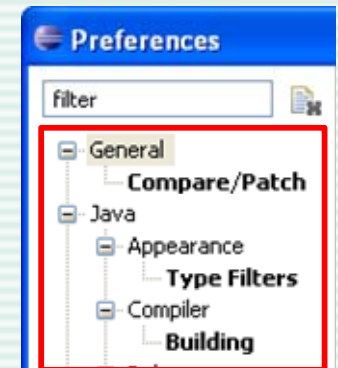 Preferences
filter
General
Compare/Patch
Java
Appearance
Type Filters
Compiler
Building